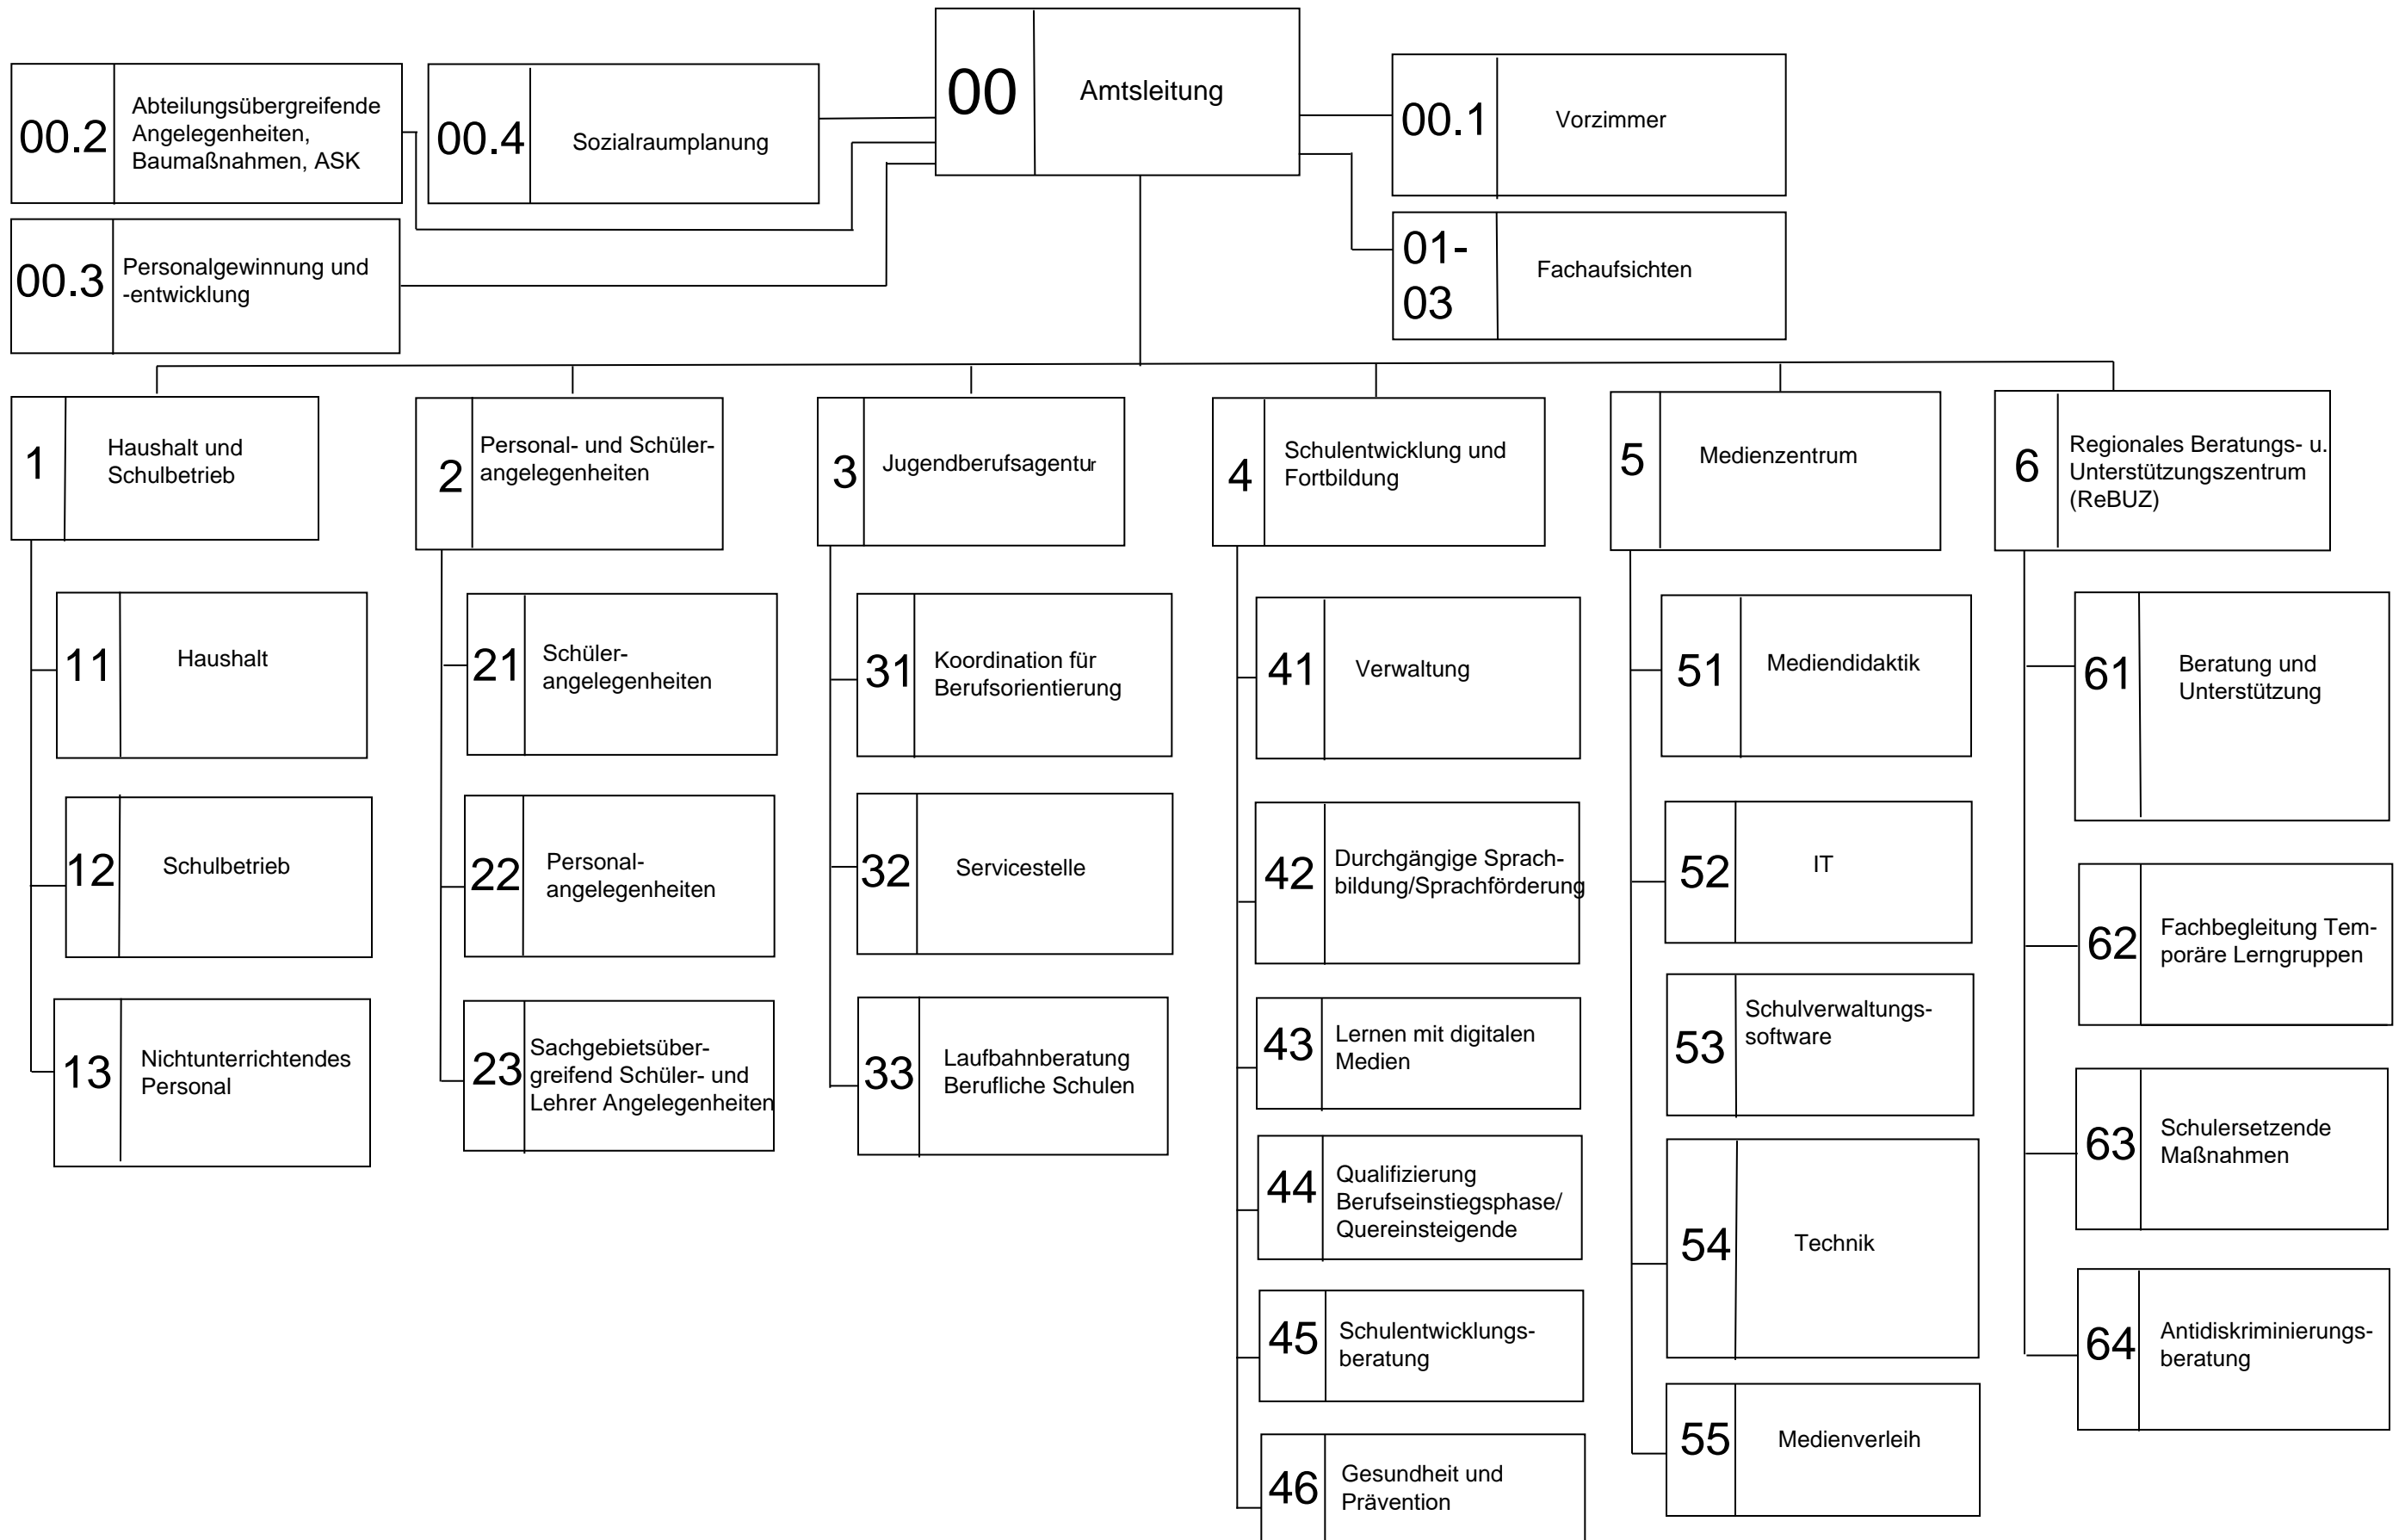 00
Amtsleitung
00.2
Abteilungsübergreifende
Angelegenheiten,
Baumaßnahmen, ASK
00.4
Sozialraumplanung
00.1
Vorzimmer
00.3
Personalgewinnung und
-entwicklung
01-
03
Fachaufsichten
1
Haushalt und
Schulbetrieb
2
Personal- und Schüler-
angelegenheiten
3
Jugendberufsagentur
4
Schulentwicklung und
Fortbildung
5
Medienzentrum
6
Regionales Beratungs- u.
Unterstützungszentrum
(ReBUZ)
11
Haushalt
12
Schulbetrieb
13
Nichtunterrichtendes
Personal
21
Schüler-
angelegenheiten
22
Personal-
angelegenheiten
23
Sachgebietsüber-
greifend Schüler- und
Lehrer Angelegenheiten
31
Koordination für
Berufsorientierung
32
Servicestelle
33
Laufbahnberatung
Berufliche Schulen
41
Verwaltung
42
Durchgängige Sprach-
bildung/Sprachförderung
43
Lernen mit digitalen
Medien
44
Qualifizierung
Berufseinstiegsphase/
Quereinsteigende
45
Schulentwicklungs-
beratung
46
Gesundheit und
Prävention
51
Mediendidaktik
52
IT
53
Schulverwaltungs-
software
54
Technik
55
Medienverleih
61
Beratung und
Unterstützung
62
Fachbegleitung Tem-
poräre Lerngruppen
63
Schulersetzende
Maßnahmen
64
Antidiskriminierungs-
beratung